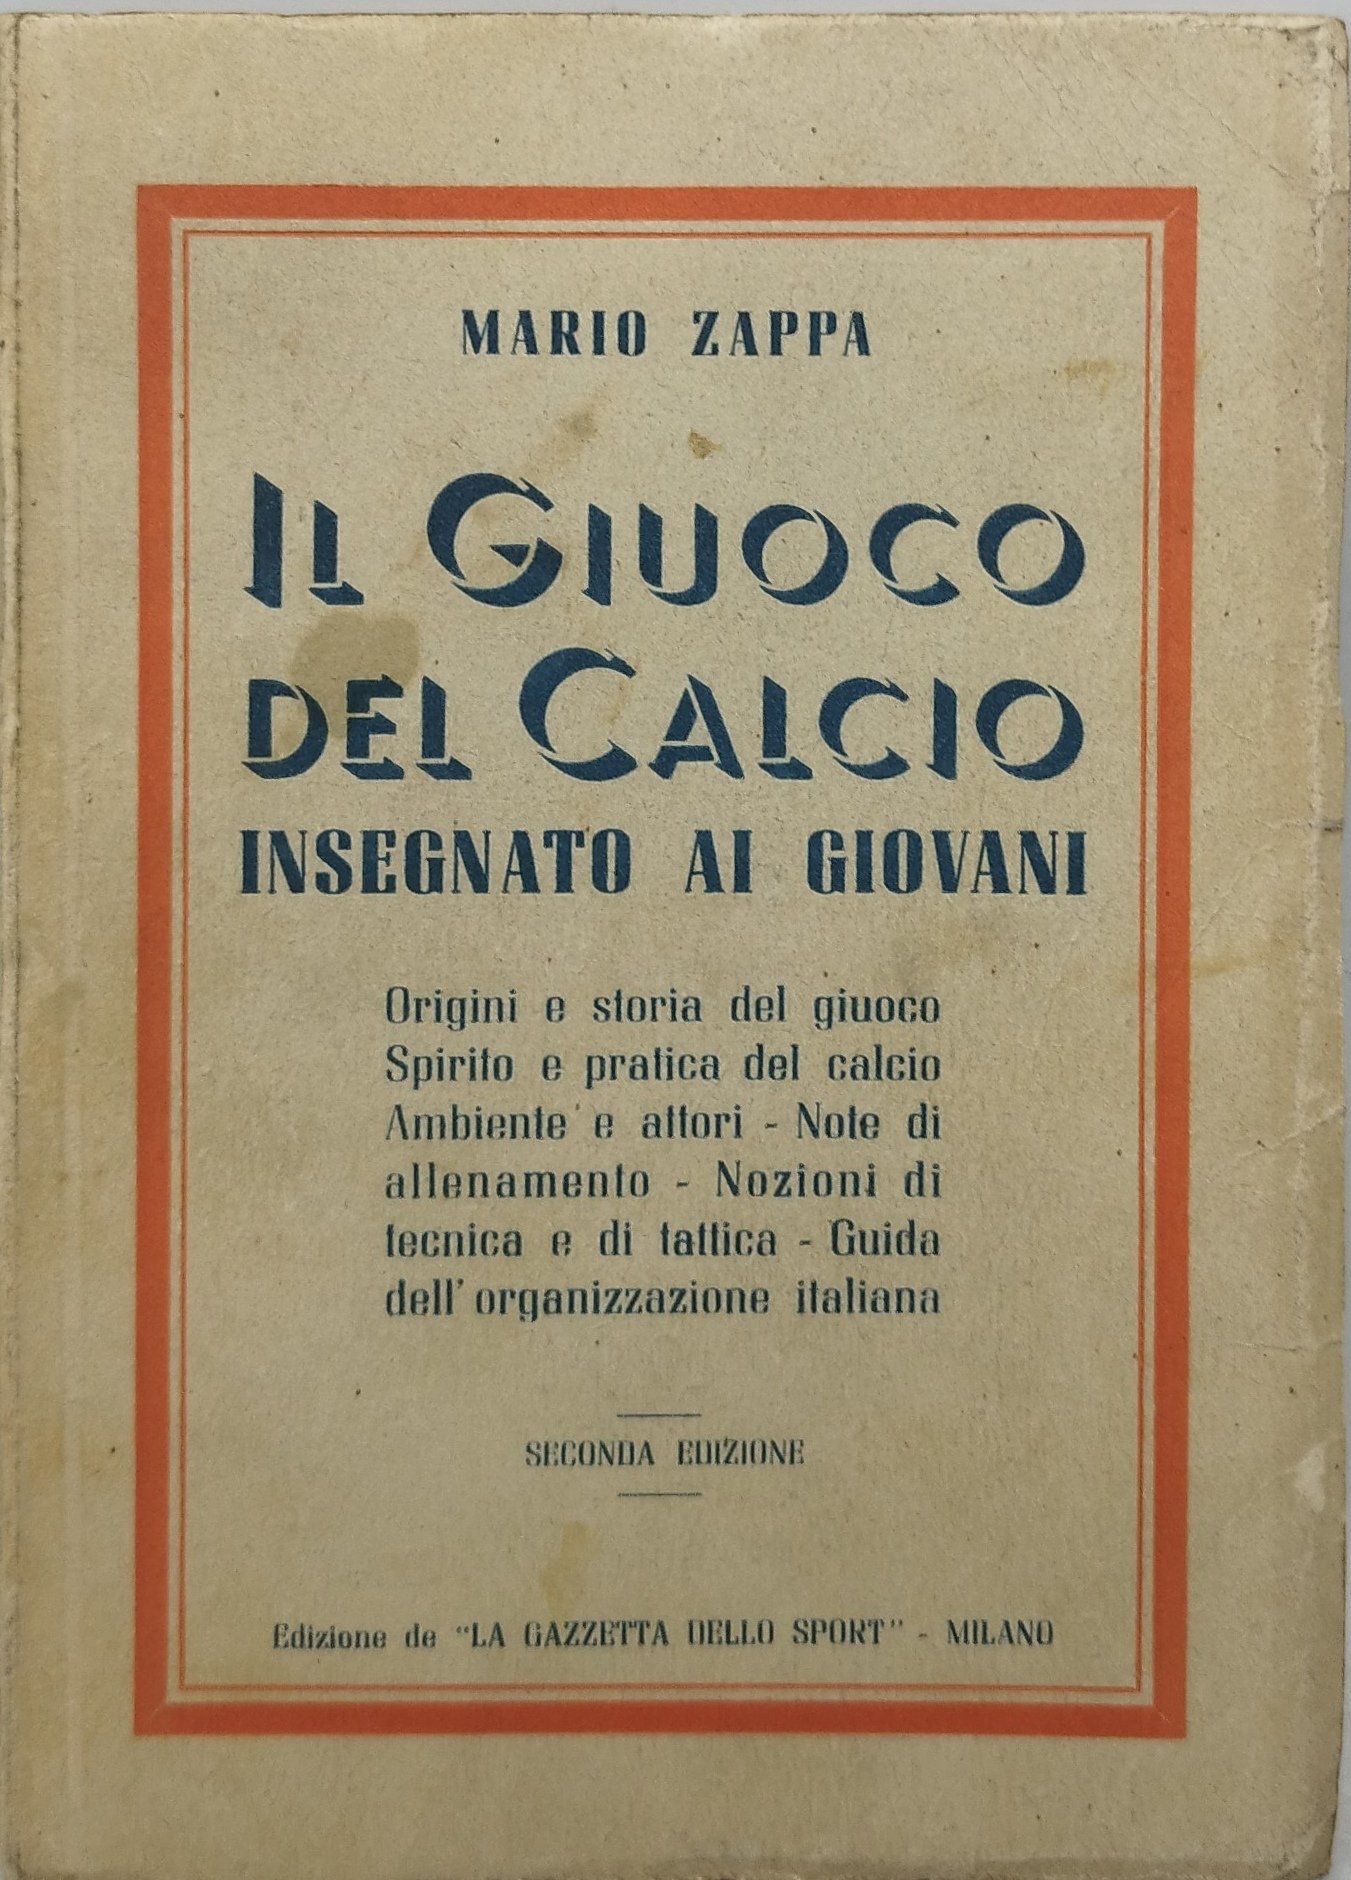 MARIO ZAPPA
IL GIUOCO
DEL CALCIO
INSEGNATO AI GIOVANI
Origini e storia del giuoco
Spirito e pratica del calcio
Ambiente e attori - Note di
allenamento - Nozioni di
tecnica e di tattica - Guida
dell'organizzazione italiana
SECONDA EDIZIONE
Edizione de "LA GAZZETTA DELLO SPORT" - MILANO